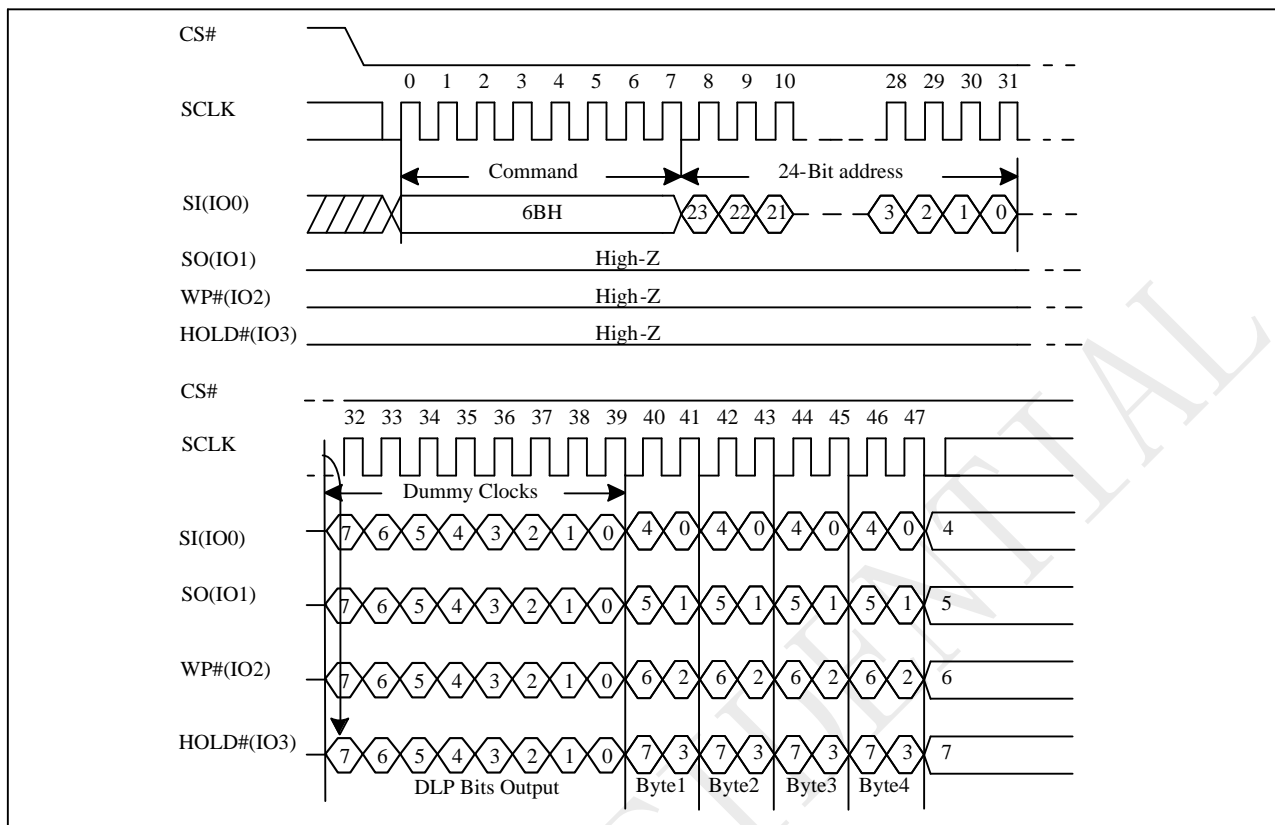 CS#
0 1 2 3 4 5 6 7 8 9 10 28 29 30 31
SCLK
Command 24-Bit address
SI(IO0) 6BH 23 22 21 3 2 1 0
SO(IO1) High-Z
WP#(IO2) High-Z
HOLD#(IO3) High-Z
CS#
32 33 34 35 36 37 38 39 40 41 42 43 44 45 46 47
SCLK
Dummy Clocks
SI(IO0) 7 6 5 4 3 2 1 0 4 0 4 0 4 0 4 0 4
SO(IO1) 7 6 5 4 3 2 1 0 5 1 5 1 5 1 5 1 5
WP#(IO2) 7 6 5 4 3 2 1 0 6 2 6 2 6 2 6 2 6
HOLD#(IO3) 7 6 5 4 3 2 1 0 7 3 7 3 7 3 7 3 7
DLP Bits Output Byte1 Byte2 Byte3 Byte4
IDENTIAL